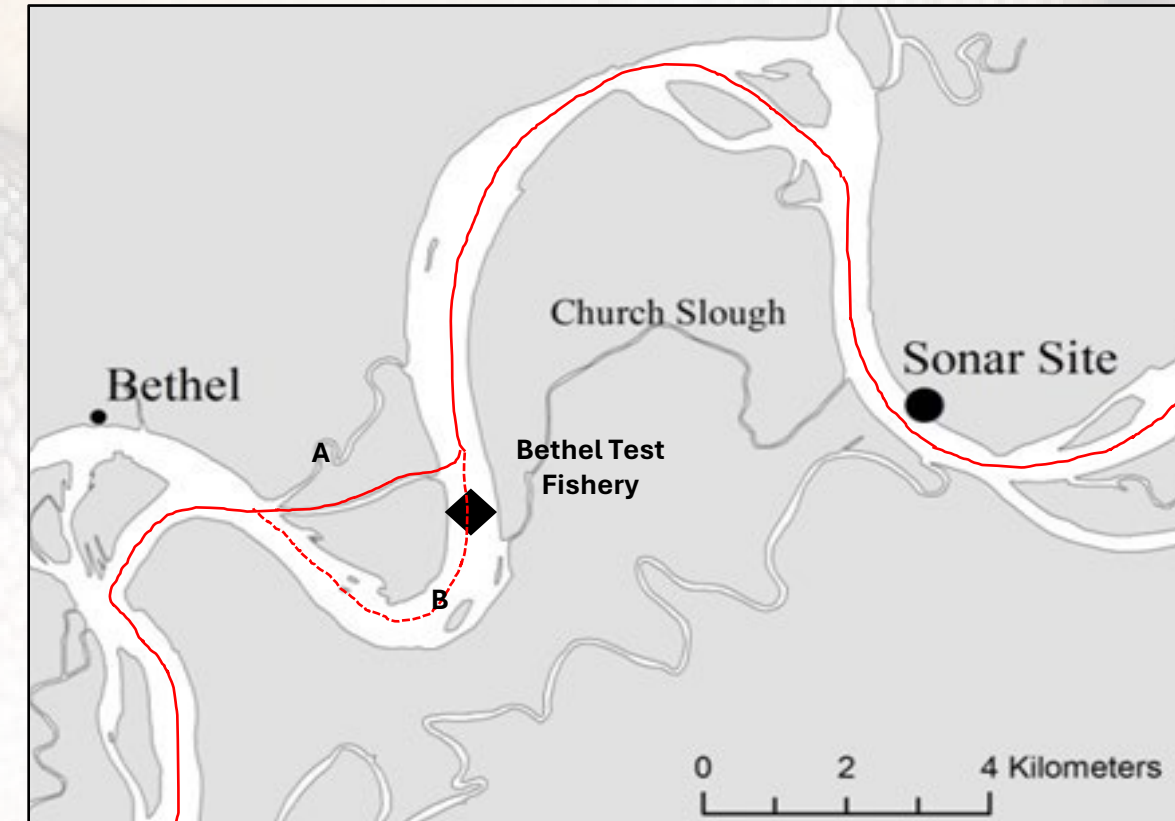 Church Slough
Sonar Site
Bethel
A
Bethel Test
Fishery
B
0 2 4 Kilometers